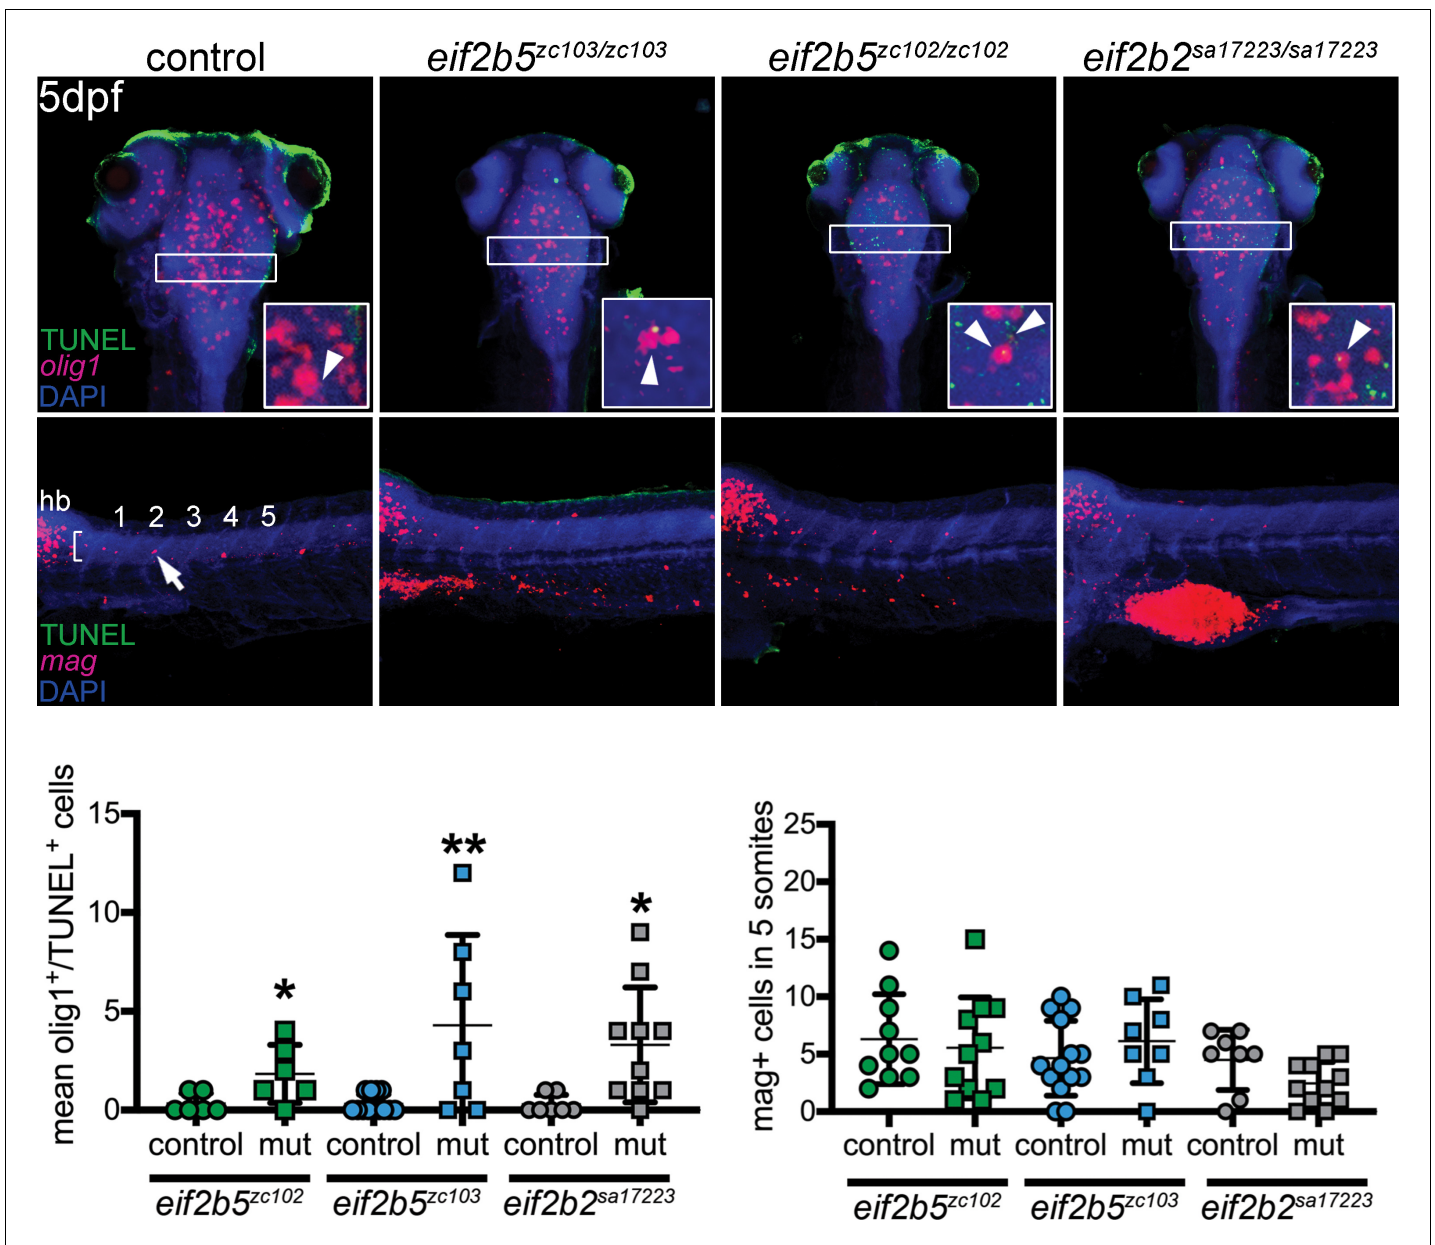 control eif2b5zc103/zc103 eif2b5zc102/zc102 eif2b2sa17223/sa17223
5dpf
TUNEL
olig1
DAPI
hb
1 2 3 4 5
TUNEL
mag
DAPI
mean olig1+/TUNEL+ cells
15
10
5
0
* ** *
control mut control mut control mut
eif2b5zc102 eif2b5zc103 eif2b2sa17223
mag+ cells in 5 somites
25
20
15
10
5
0
control mut control mut control mut
eif2b5zc102 eif2b5zc103 eif2b2sa17223